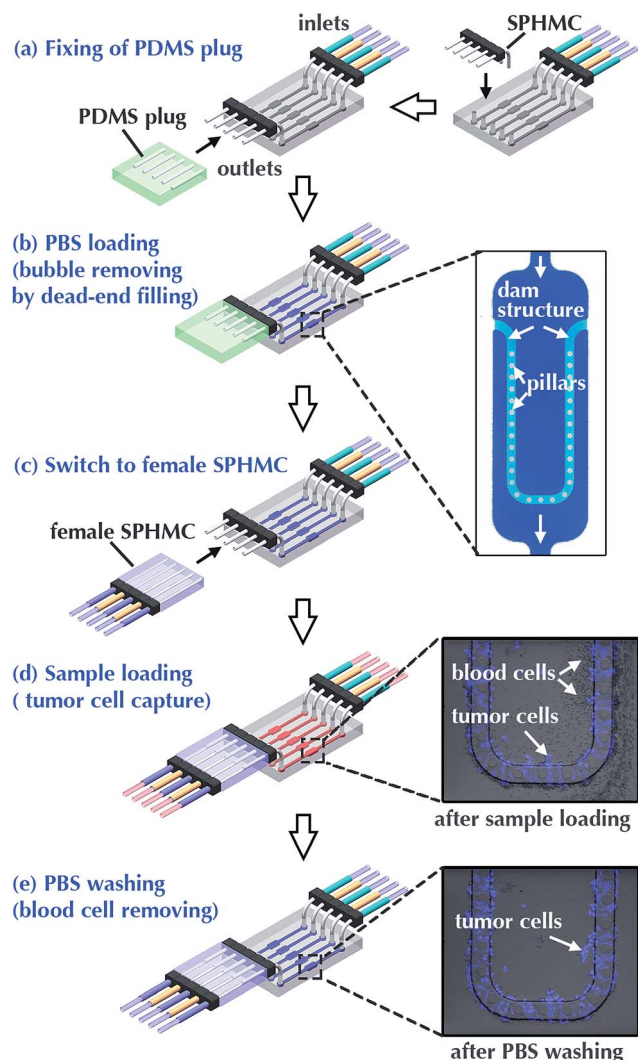 inlets
SPHMC
(a) Fixing of PDMS plug
PDMS plug
outlets
(b) PBS loading
(bubble removing
by dead-end filling)
dam
structure
pillars
(c) Switch to female SPHMC
female SPHMC
(d) Sample loading
( tumor cell capture)
blood cells
tumor cells
after sample loading
(e) PBS washing
(blood cell removing)
tumor cells
after PBS washing